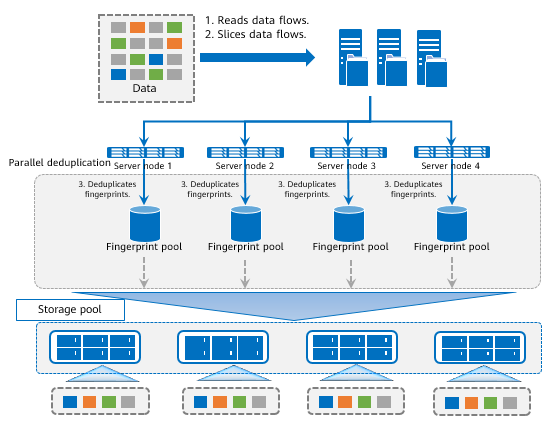 1. Reads data flows.
2. Slices data flows.
Data
Parallel deduplication
Server node 1
Server node 2
Server node 3
Server node 4
3. Deduplicates
fingerprints.
3. Deduplicates
fingerprints.
3. Deduplicates
fingerprints.
3. Deduplicates
fingerprints.
Fingerprint pool
Fingerprint pool
Fingerprint pool
Fingerprint pool
Storage pool